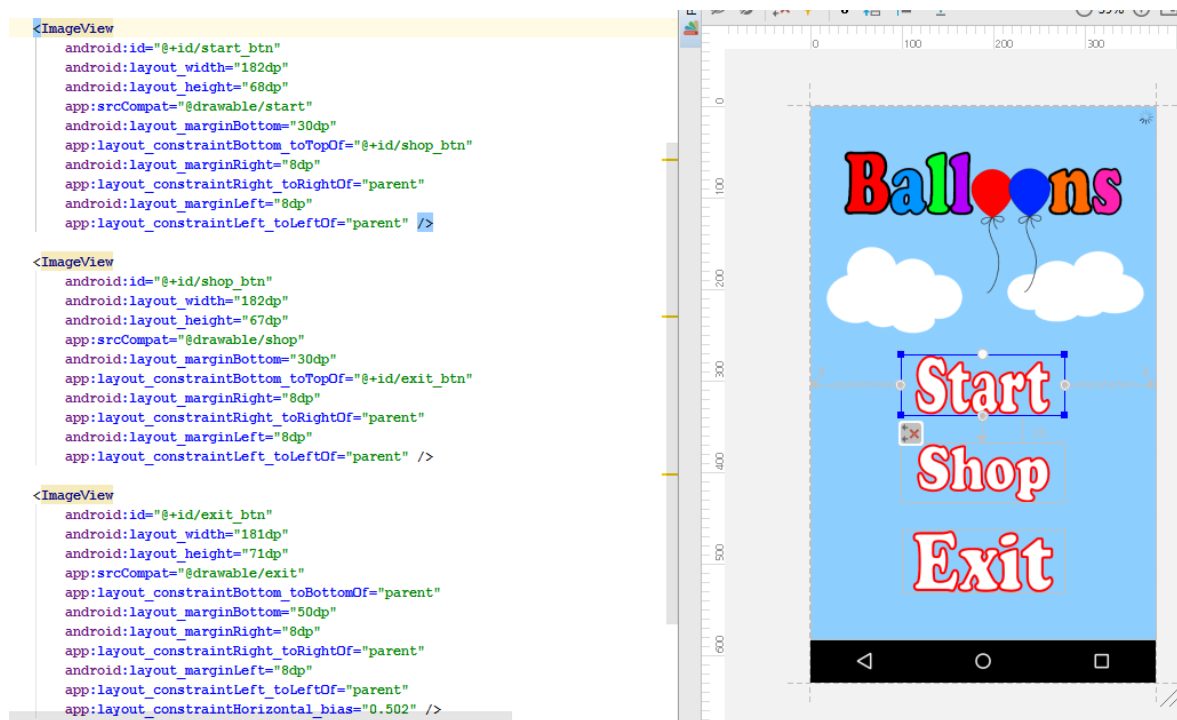 <ImageView
android:id="@+id/start_btn"
android:layout_width="182dp"
android:layout_height="68dp"
app:srcCompat="@drawable/start"
android:layout_marginBottom="30dp"
app:layout_constraintBottom_toTopOf="@+id/shop_btn"
android:layout_marginRight="8dp"
app:layout_constraintRight_toRightOf="parent"
android:layout_marginLeft="8dp"
app:layout_constraintLeft_toLeftOf="parent" />
<ImageView
android:id="@+id/shop_btn"
android:layout_width="182dp"
android:layout_height="67dp"
app:srcCompat="@drawable/shop"
android:layout_marginBottom="30dp"
app:layout_constraintBottom_toTopOf="@+id/exit_btn"
android:layout_marginRight="8dp"
app:layout_constraintRight_toRightOf="parent"
android:layout_marginLeft="8dp"
app:layout_constraintLeft_toLeftOf="parent" />
<ImageView
android:id="@+id/exit_btn"
android:layout_width="181dp"
android:layout_height="71dp"
app:srcCompat="@drawable/exit"
app:layout_constraintBottom_toBottomOf="parent"
android:layout_marginBottom="50dp"
android:layout_marginRight="8dp"
app:layout_constraintRight_toRightOf="parent"
android:layout_marginLeft="8dp"
app:layout_constraintLeft_toLeftOf="parent"
app:layout_constraintHorizontal_bias="0.502" />
0 100 200 300
0
100
200
300
400
500
600
Balloons
Start
Shop
Exit